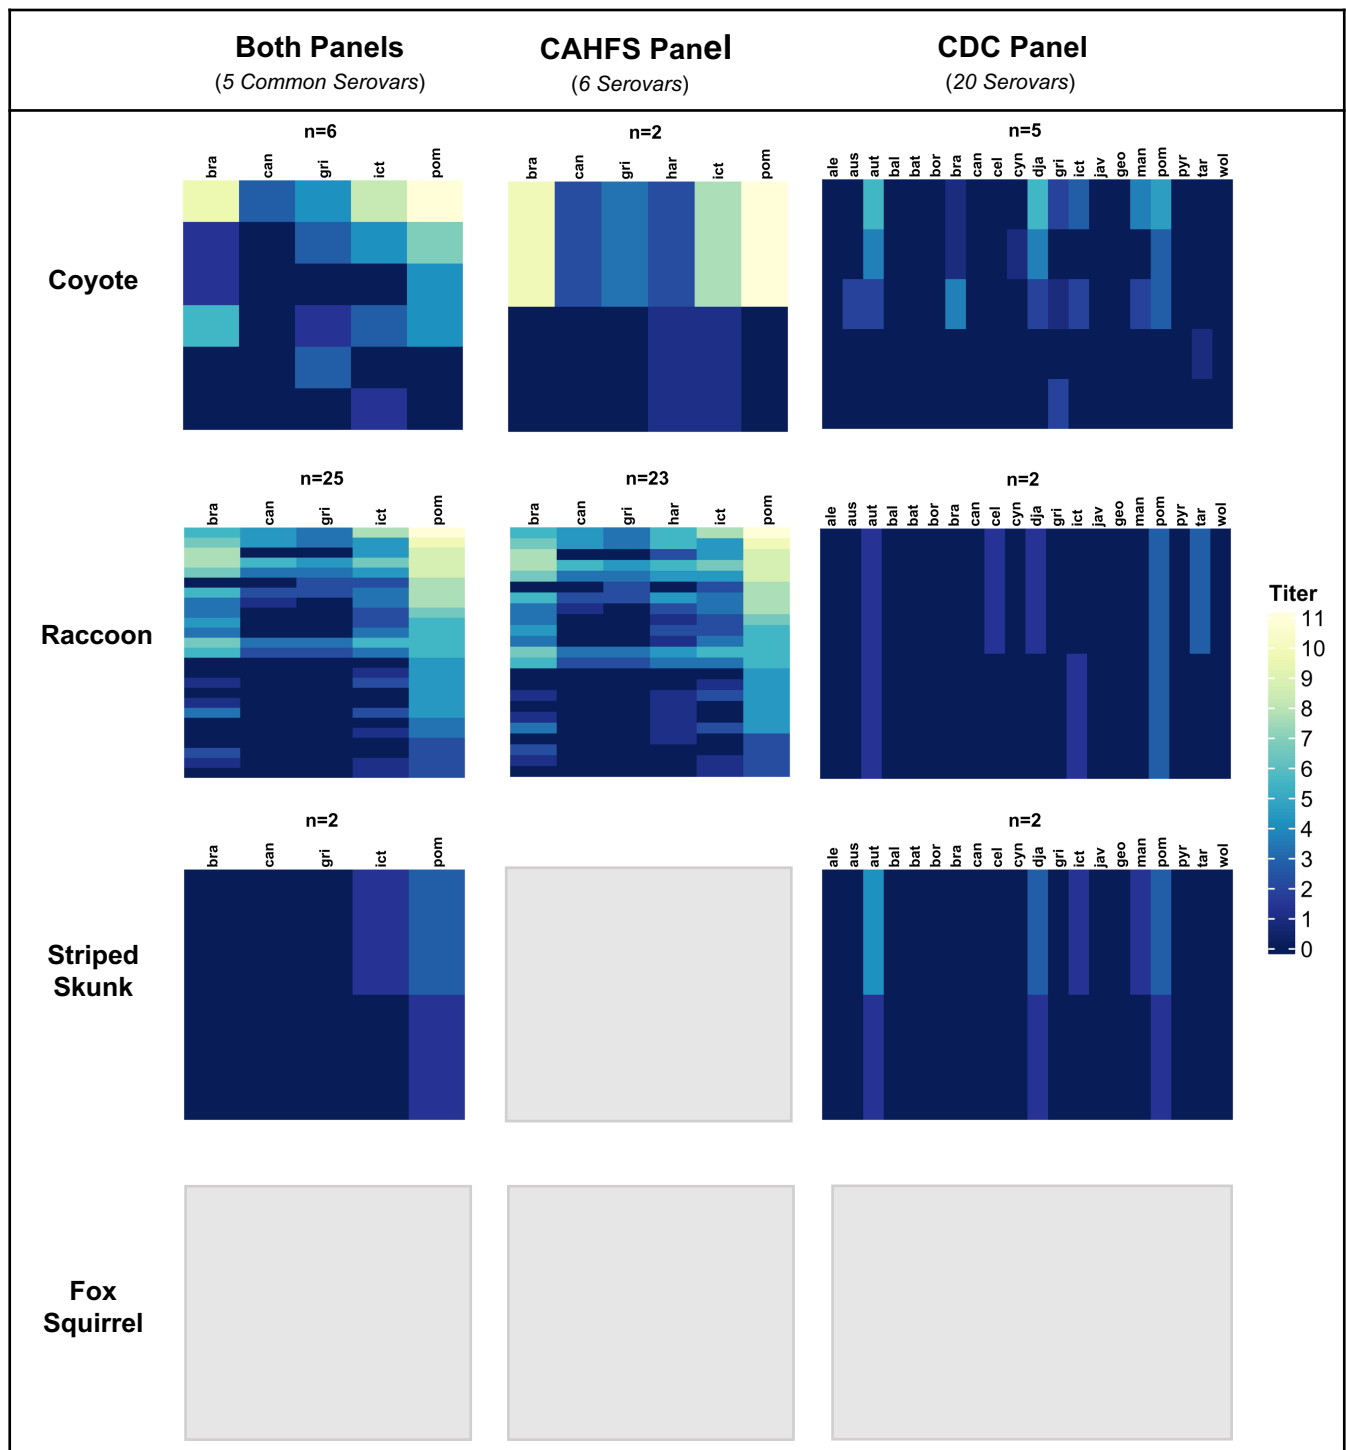 Both Panels CAHFS Panel CDC Panel
(5 Common Serovars) (6 Serovars) (20 Serovars)
n=6 n=2 n=5
bra can gri ict pom bra can gri har ict pom ale aus aut bal bat bor bra can cel cyn dja gri ict jav geo man pom pyr tar wol
Coyote
n=25 n=23 n=2
bra can gri ict pom bra can gri har ict pom ale aus aut bal bat bor bra can cel cyn dja gri ict jav geo man pom pyr tar wol
Raccoon
Titer
11
10
9
8
7
6
5
4
3
2
1
0
n=2 n=2
bra can gri ict pom ale aus aut bal bat bor bra can cel cyn dja gri ict jav geo man pom pyr tar wol
Striped
Skunk
Fox
Squirrel